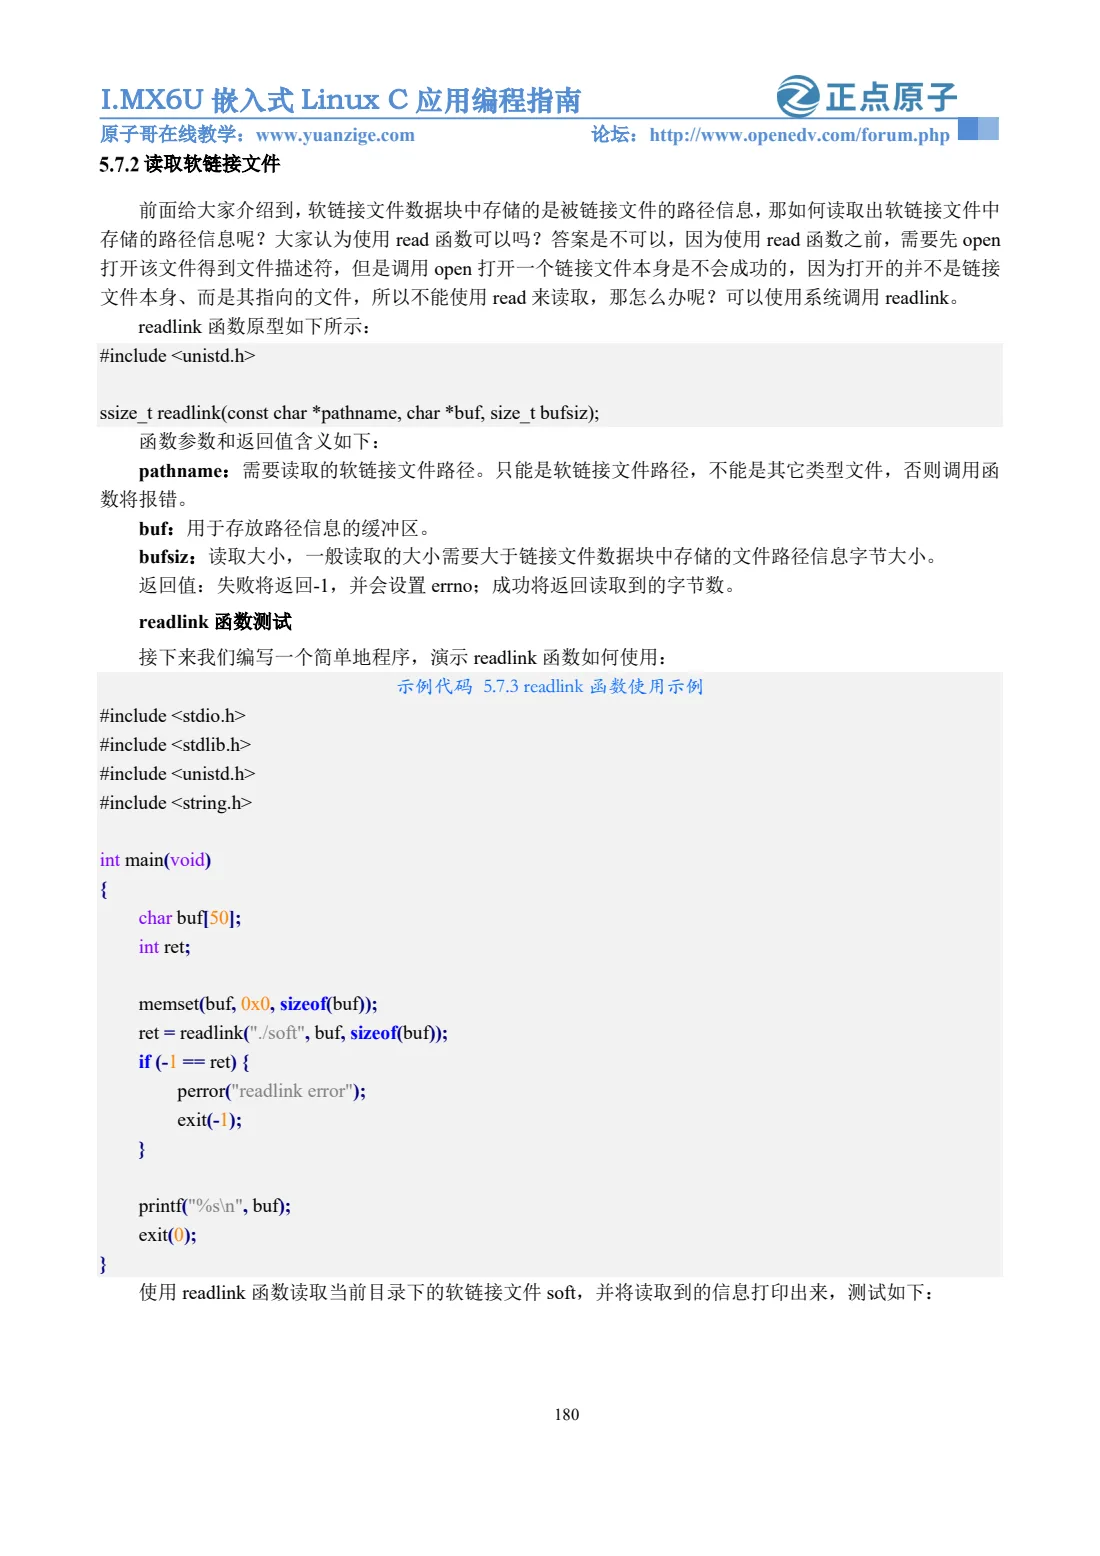 I.MX6U 嵌入式 Linux C 应用编程指南
正点原子
原子哥在线教学：www.yuanzige.com 论坛：http://www.openedv.com/forum.php
5.7.2 读取软链接文件
前面给大家介绍到，软链接文件数据块中存储的是被链接文件的路径信息，那如何读取出软链接文件中
存储的路径信息呢？大家认为使用 read 函数可以吗？答案是不可以，因为使用 read 函数之前，需要先 open
打开该文件得到文件描述符，但是调用 open 打开一个链接文件本身是不会成功的，因为打开的并不是链接
文件本身、而是其指向的文件，所以不能使用 read 来读取，那怎么办呢？可以使用系统调用 readlink。
readlink 函数原型如下所示：
#include <unistd.h>
ssize_t readlink(const char *pathname, char *buf, size_t bufsiz);
函数参数和返回值含义如下：
pathname：需要读取的软链接文件路径。只能是软链接文件路径，不能是其它类型文件，否则调用函
数将报错。
buf：用于存放路径信息的缓冲区。
bufsiz：读取大小，一般读取的大小需要大于链接文件数据块中存储的文件路径信息字节大小。
返回值：失败将返回-1，并会设置 errno；成功将返回读取到的字节数。
readlink 函数测试
接下来我们编写一个简单地程序，演示 readlink 函数如何使用：
示例代码 5.7.3 readlink 函数使用示例
#include <stdio.h>
#include <stdlib.h>
#include <unistd.h>
#include <string.h>
int main(void)
{
char buf[50];
int ret;
memset(buf, 0x0, sizeof(buf));
ret = readlink("./soft", buf, sizeof(buf));
if (-1 == ret) {
perror("readlink error");
exit(-1);
}
printf("%s\n", buf);
exit(0);
}
使用 readlink 函数读取当前目录下的软链接文件 soft，并将读取到的信息打印出来，测试如下：
180